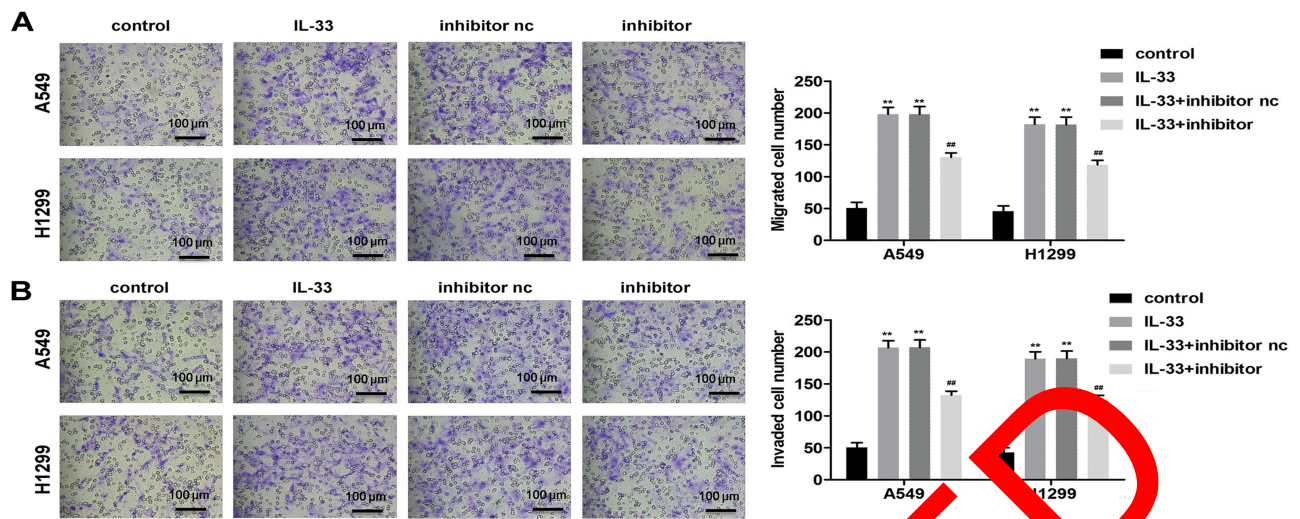 A
control IL-33 inhibitor nc inhibitor
A549
100 μm 100 μm 100 μm 100 μm
H1299
100 μm 100 μm 100 μm 100 μm
control
IL-33
IL-33+inhibitor nc
IL-33+inhibitor
Migrated cell number
250
200
150
100
50
0
** ** ## ** ** ##
A549 H1299
B
control IL-33 inhibitor nc inhibitor
A549
100 μm 100 μm 100 μm 100 μm
H1299
100 μm 100 μm 100 μm 100 μm
control
IL-33
IL-33+inhibitor nc
IL-33+inhibitor
Invaded cell number
250
200
150
100
50
0
** ** ## ** ** ##
A549